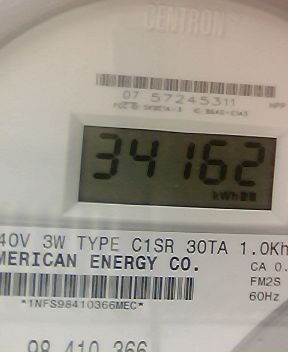 CENTRON
07 57245311
NPP
34162
kWh
40V 3W TYPE C1SR 30TA 1.0Kh
MERICAN ENERGY CO.
CA 0.
FM2S
60Hz
*1NFS98410366MEC*
98 410 366